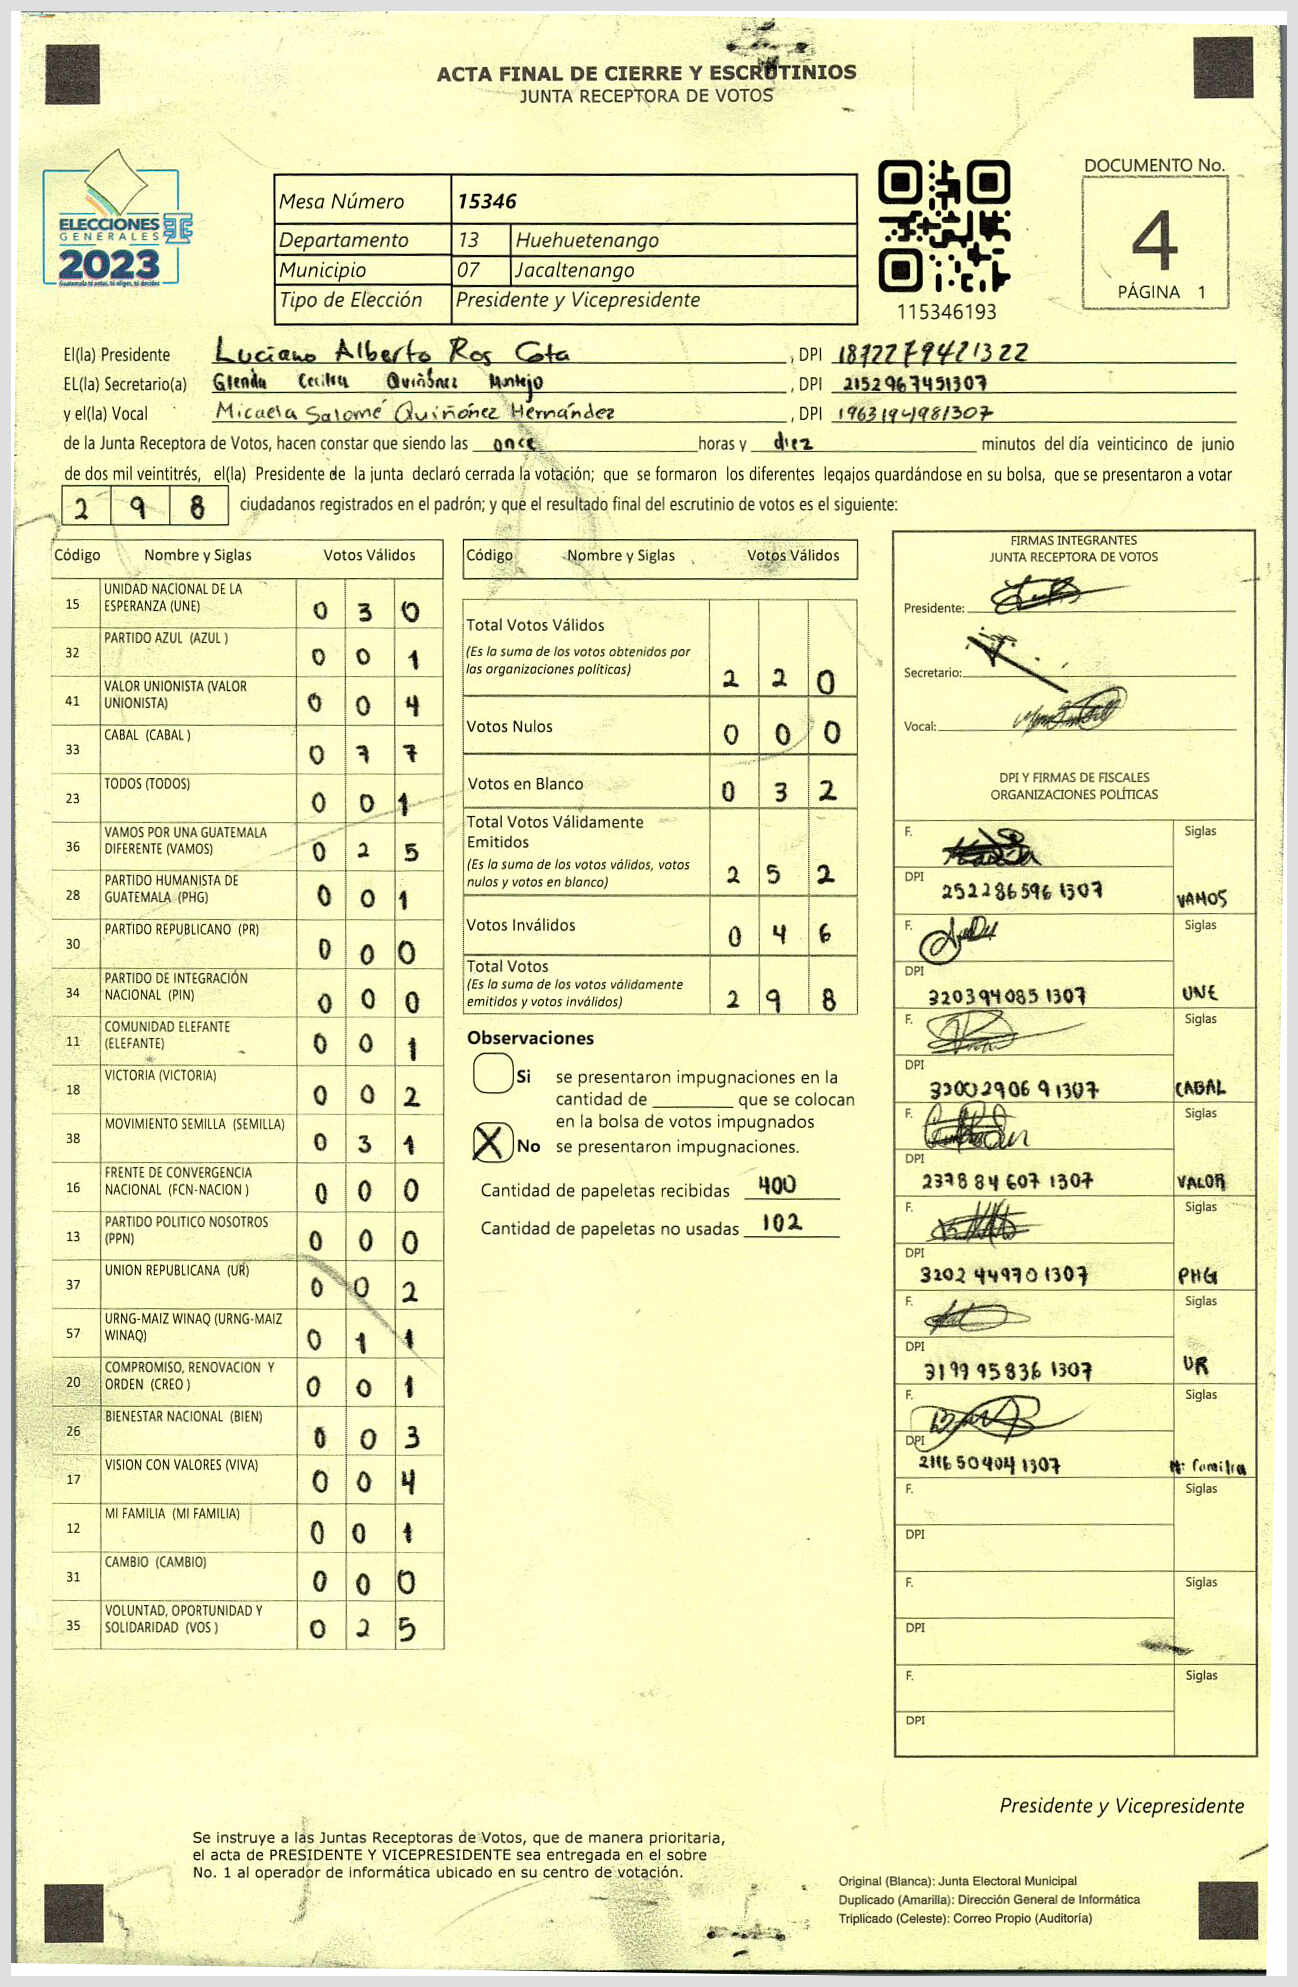 ACTA FINAL DE CIERRE Y ESCRUTINIOS
JUNTA RECEPTORA DE VOTOS
ELECCIONES
GENERALES
2023
Guatemala tú antes, tú eliges, tú decides
Mesa Número 15346
Departamento 13 Huehuetenango
Municipio 07 Jacaltenango
Tipo de Elección Presidente y Vicepresidente
115346193
DOCUMENTO No.
4
PÁGINA 1
El(la) Presidente Luciano Alberto Ros Cota, DPI 1872279421322
EL(la) Secretario(a) Glenda Cecilia Quiñónez Montejo, DPI 2152967451307
y el(la) Vocal Micaela Salomé Quiñónez Hernández, DPI 1963194981307
de la Junta Receptora de Votos, hacen constar que siendo las once horas y diez minutos del día veinticinco de junio
de dos mil veintitrés, el(la) Presidente de la junta declaró cerrada la votación; que se formaron los diferentes legajos guardándose en su bolsa, que se presentaron a votar
2 9 8 ciudadanos registrados en el padrón; y que el resultado final del escrutinio de votos es el siguiente:
Código Nombre y Siglas Votos Válidos
15 UNIDAD NACIONAL DE LA
ESPERANZA (UNE) 0 3 0
32 PARTIDO AZUL (AZUL ) 0 0 1
41 VALOR UNIONISTA (VALOR
UNIONISTA) 0 0 4
33 CABAL (CABAL ) 0 7 7
23 TODOS (TODOS) 0 0 1
36 VAMOS POR UNA GUATEMALA
DIFERENTE (VAMOS) 0 2 5
28 PARTIDO HUMANISTA DE
GUATEMALA (PHG) 0 0 1
30 PARTIDO REPUBLICANO (PR) 0 0 0
34 PARTIDO DE INTEGRACIÓN
NACIONAL (PIN) 0 0 0
11 COMUNIDAD ELEFANTE
(ELEFANTE) 0 0 1
18 VICTORIA (VICTORIA) 0 0 2
38 MOVIMIENTO SEMILLA (SEMILLA) 0 3 1
16 FRENTE DE CONVERGENCIA
NACIONAL (FCN-NACION ) 0 0 0
13 PARTIDO POLITICO NOSOTROS
(PPN) 0 0 0
37 UNION REPUBLICANA (UR) 0 0 2
57 URNG-MAIZ WINAQ (URNG-MAIZ
WINAQ) 0 1 1
20 COMPROMISO, RENOVACION Y
ORDEN (CREO ) 0 0 1
26 BIENESTAR NACIONAL (BIEN) 0 0 3
17 VISION CON VALORES (VIVA) 0 0 4
12 MI FAMILIA (MI FAMILIA) 0 0 1
31 CAMBIO (CAMBIO) 0 0 0
35 VOLUNTAD, OPORTUNIDAD Y
SOLIDARIDAD (VOS ) 0 2 5
Código Nombre y Siglas Votos Válidos
Total Votos Válidos
(Es la suma de los votos obtenidos por
las organizaciones políticas) 2 2 0
Votos Nulos 0 0 0
Votos en Blanco 0 3 2
Total Votos Válidamente
Emitidos
(Es la suma de los votos válidos, votos
nulos y votos en blanco) 2 5 2
Votos Inválidos 0 4 6
Total Votos
(Es la suma de los votos válidamente
emitidos y votos inválidos) 2 9 8
Observaciones
Si se presentaron impugnaciones en la
cantidad de ________ que se colocan
en la bolsa de votos impugnados
X No se presentaron impugnaciones.
Cantidad de papeletas recibidas 400
Cantidad de papeletas no usadas 102
FIRMAS INTEGRANTES
JUNTA RECEPTORA DE VOTOS
Presidente:
Secretario:
Vocal:
DPI Y FIRMAS DE FISCALES
ORGANIZACIONES POLÍTICAS
F. Siglas
DPI 252286596 1307 VAMOS
F. Siglas
DPI 320394085 1307 UNE
F. Siglas
DPI 330029069 1307 CABAL
F. Siglas
DPI 2378 84 607 1307 VALOR
F. Siglas
DPI 3202 44970 1307 PHG
F. Siglas
DPI 3199 95836 1307 UR
F. Siglas
DPI 2116 50404 1307 Mi Familia
F. Siglas
DPI
F. Siglas
DPI
F. Siglas
DPI
Presidente y Vicepresidente
Se instruye a las Juntas Receptoras de Votos, que de manera prioritaria,
el acta de PRESIDENTE Y VICEPRESIDENTE sea entregada en el sobre
No. 1 al operador de informática ubicado en su centro de votación.
Original (Blanca): Junta Electoral Municipal
Duplicado (Amarilla): Dirección General de Informática
Triplicado (Celeste): Correo Propio (Auditoría)